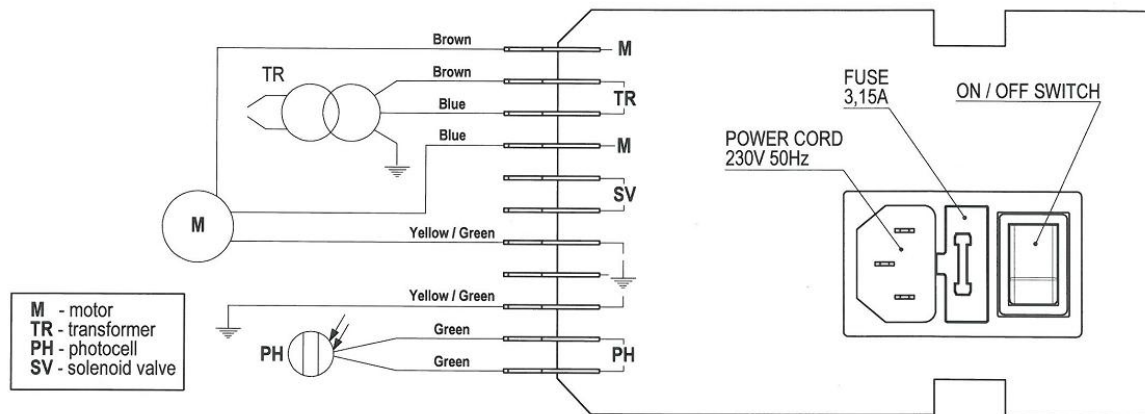 Brown
M
TR
Brown
TR
Blue
Blue
M
SV
M
Yellow / Green
Yellow / Green
Green
PH
PH
Green
M - motor
TR - transformer
PH - photocell
SV - solenoid valve
FUSE
3,15A
ON / OFF SWITCH
POWER CORD
230V 50Hz